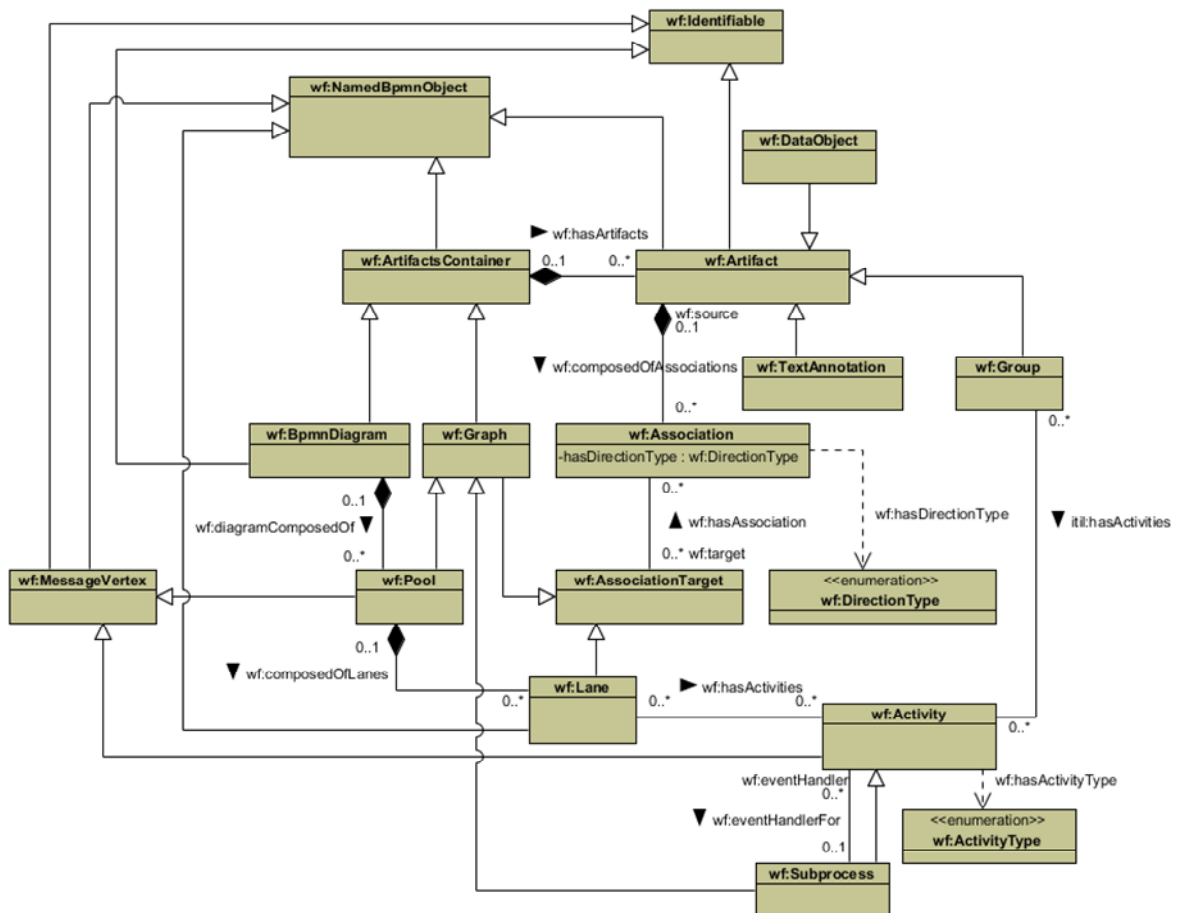 wf:Identifiable
wf:NamedBpmnObject
wf:DataObject
wf:hasArtifacts
wf:ArtifactsContainer
0..1
0..*
wf:Artifact
wf:source
0..1
wf:composedOfAssociations
wf:TextAnnotation
wf:Group
0..*
0..*
wf:BpmnDiagram
wf:Graph
wf:Association
-hasDirectionType : wf:DirectionType
0..1
0..*
wf:diagramComposedOf
wf:hasAssociation
wf:hasDirectionType
itil:hasActivities
0..*
0..* wf:target
wf:MessageVertex
wf:Pool
wf:AssociationTarget
<<enumeration>>
wf:DirectionType
0..1
wf:composedOfLanes
wf:Lane
wf:hasActivities
0..*
0..*
0..*
wf:Activity
0..*
wf:eventHandler
0..*
wf:hasActivityType
wf:eventHandlerFor
<<enumeration>>
wf:ActivityType
0..1
wf:Subprocess